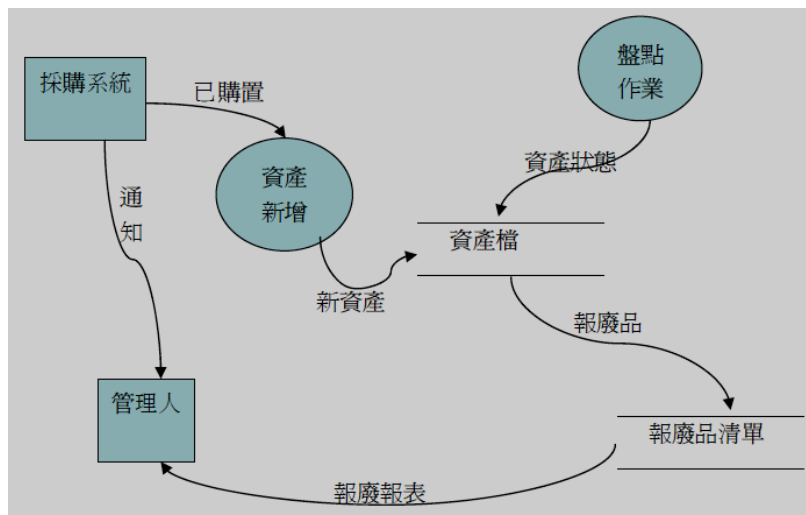 採購系統
已購置
盤點
作業
資產
新增
資產狀態
通
知
資產檔
新資產
報廢品
管理人
報廢品清單
報廢報表